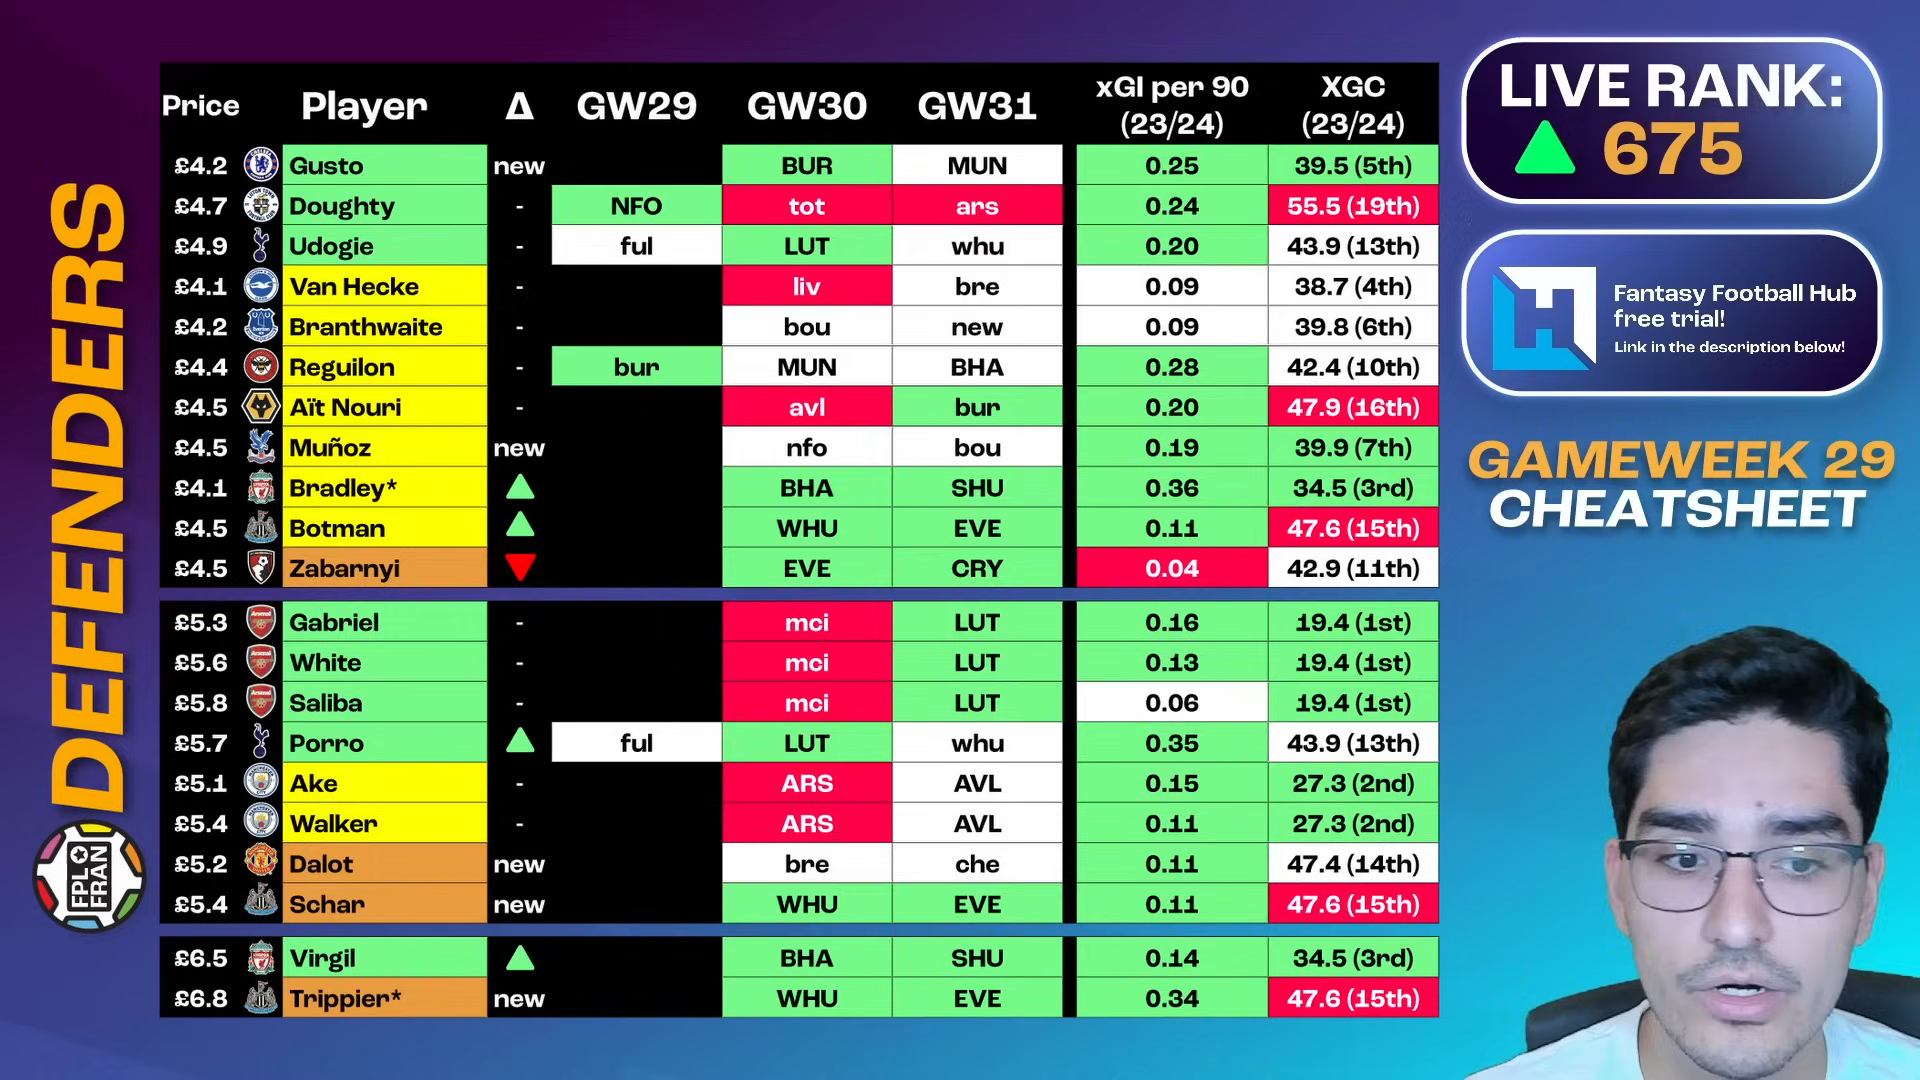 DEFENDERS
FPL FRAN
Price Player Δ GW29 GW30 GW31 xGI per 90 (23/24) XGC (23/24)
£4.2 Gusto new BUR MUN 0.25 39.5 (5th)
£4.7 Doughty - NFO tot ars 0.24 55.5 (19th)
£4.9 Udogie - ful LUT whu 0.20 43.9 (13th)
£4.1 Van Hecke - liv bre 0.09 38.7 (4th)
£4.2 Branthwaite - bou new 0.09 39.8 (6th)
£4.4 Reguilon - bur MUN BHA 0.28 42.4 (10th)
£4.5 Aït Nouri - avl bur 0.20 47.9 (16th)
£4.5 Muñoz new nfo bou 0.19 39.9 (7th)
£4.1 Bradley* BHA SHU 0.36 34.5 (3rd)
£4.5 Botman WHU EVE 0.11 47.6 (15th)
£4.5 Zabarnyi EVE CRY 0.04 42.9 (11th)
£5.3 Gabriel - mci LUT 0.16 19.4 (1st)
£5.6 White - mci LUT 0.13 19.4 (1st)
£5.8 Saliba - mci LUT 0.06 19.4 (1st)
£5.7 Porro ful LUT whu 0.35 43.9 (13th)
£5.1 Ake - ARS AVL 0.15 27.3 (2nd)
£5.4 Walker - ARS AVL 0.11 27.3 (2nd)
£5.2 Dalot new bre che 0.11 47.4 (14th)
£5.4 Schar new WHU EVE 0.11 47.6 (15th)
£6.5 Virgil BHA SHU 0.14 34.5 (3rd)
£6.8 Trippier* new WHU EVE 0.34 47.6 (15th)
LIVE RANK:
675
Fantasy Football Hub
free trial!
Link in the description below!
GAMEWEEK 29
CHEATSHEET